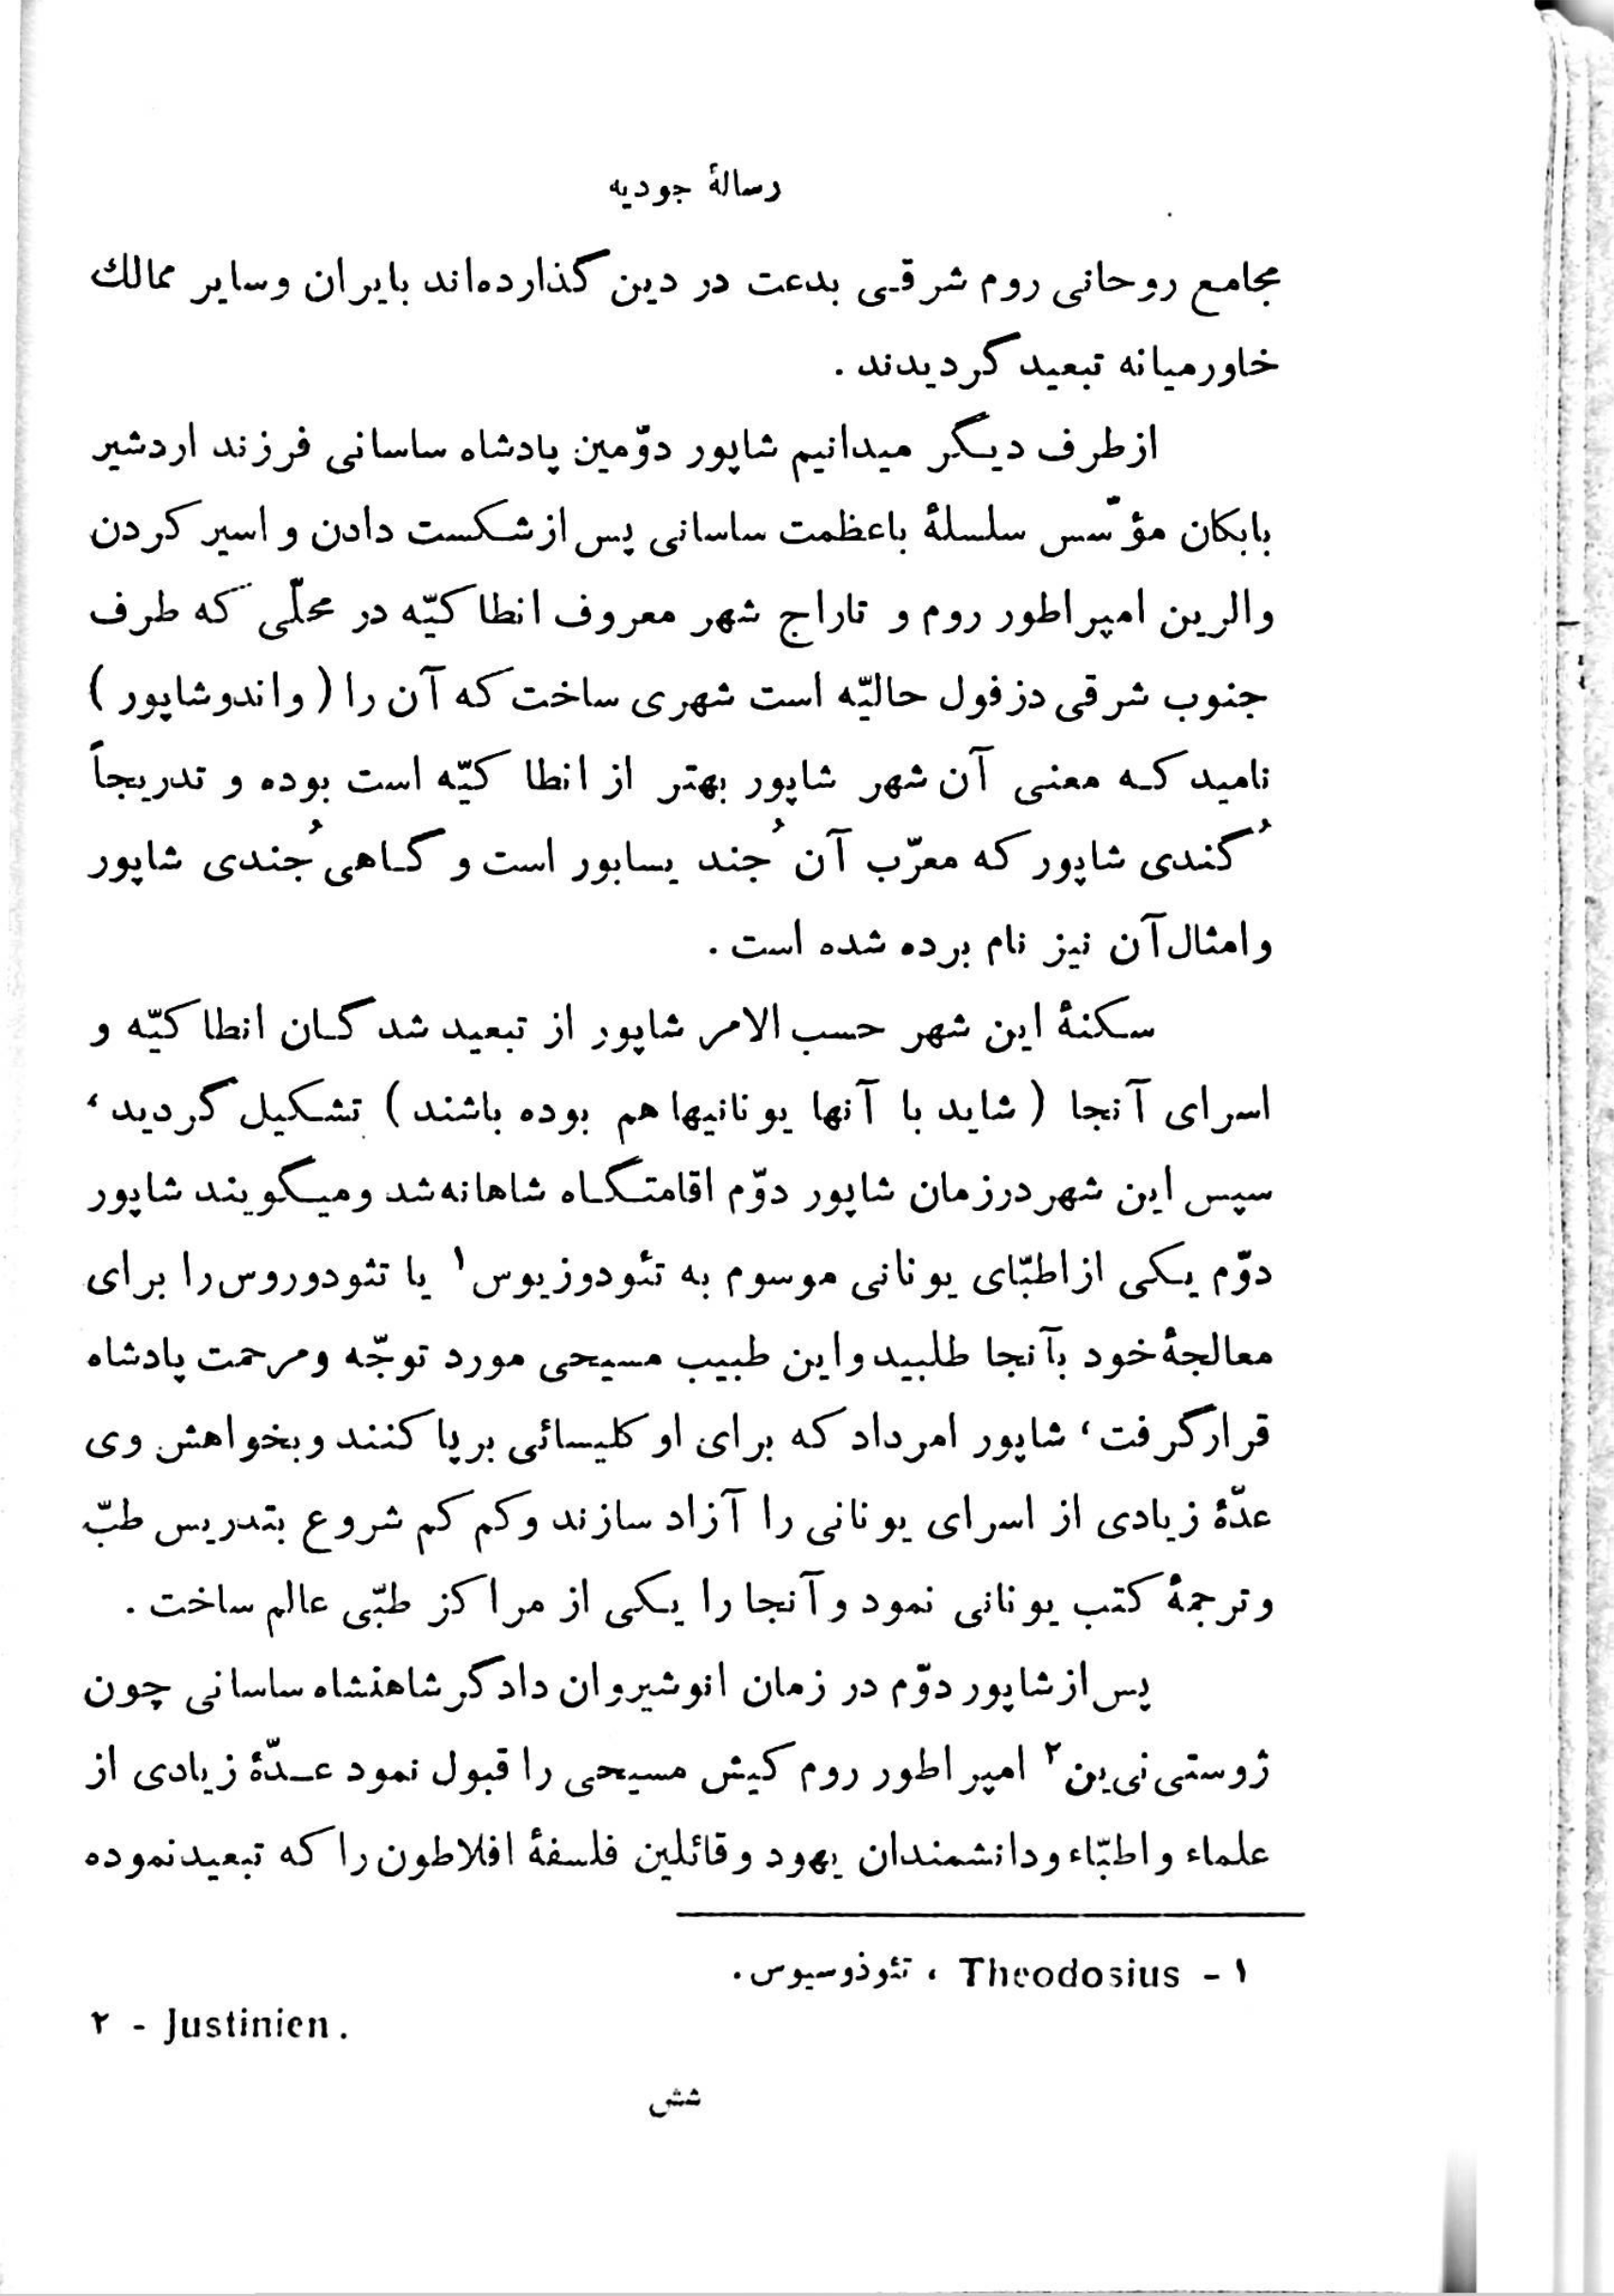 رسالهٔ جودیه
مجامع روحانی روم شرقی بدعت در دین گذارده‌اند بایران وسایر ممالك
خاورمیانه تبعید گردیدند .
ازطرف دیگر میدانیم شاپور دوّمین پادشاه ساسانی فرزند اردشیر
بابکان مؤسّس سلسلهٔ باعظمت ساسانی پس ازشکست دادن و اسیر کردن
والرین امپراطور روم و تاراج شهر معروف انطاکیّه در محلّی که طرف
جنوب شرقی دزفول حالیّه است شهری ساخت که آن را ( واندوشاپور )
نامید که معنی آن شهر شاپور بهتر از انطاکیّه است بوده و تدریجاً
گُندی شاپور که معرّب آن جُند یسابور است و گاهی جُندی شاپور
وامثال آن نیز نام برده شده است .
سکنهٔ این شهر حسب الامر شاپور از تبعید شدگان انطاکیّه و
اسرای آنجا ( شاید با آنها یونانیها هم بوده باشند ) تشکیل گردید ،
سپس این شهر درزمان شاپور دوّم اقامتگاه شاهانه شد ومیگویند شاپور
دوّم یکی ازاطبّای یونانی موسوم به تئودوزیوس۱ یا تئودوروس را برای
معالجهٔ خود بآنجا طلبید واین طبیب مسیحی مورد توجّه ومرحمت پادشاه
قرارگرفت ، شاپور امرداد که برای او کلیسائی برپا کنند وبخواهش وی
عدّهٔ زیادی از اسرای یونانی را آزاد سازند وکم کم شروع بتدریس طبّ
وترجمهٔ کتب یونانی نمود وآنجا را یکی از مراکز طبّی عالم ساخت .
پس ازشاپور دوّم در زمان انوشیروان دادگر شاهنشاه ساسانی چون
ژوستی‌نی‌ین۲ امپراطور روم کیش مسیحی را قبول نمود عدّهٔ زیادی از
علماء واطبّاء ودانشمندان یهود وقائلین فلسفهٔ افلاطون را که تبعیدنموده
۱ - Theodosius ، تئوذوسیوس .
۲ - Justinien .
شش